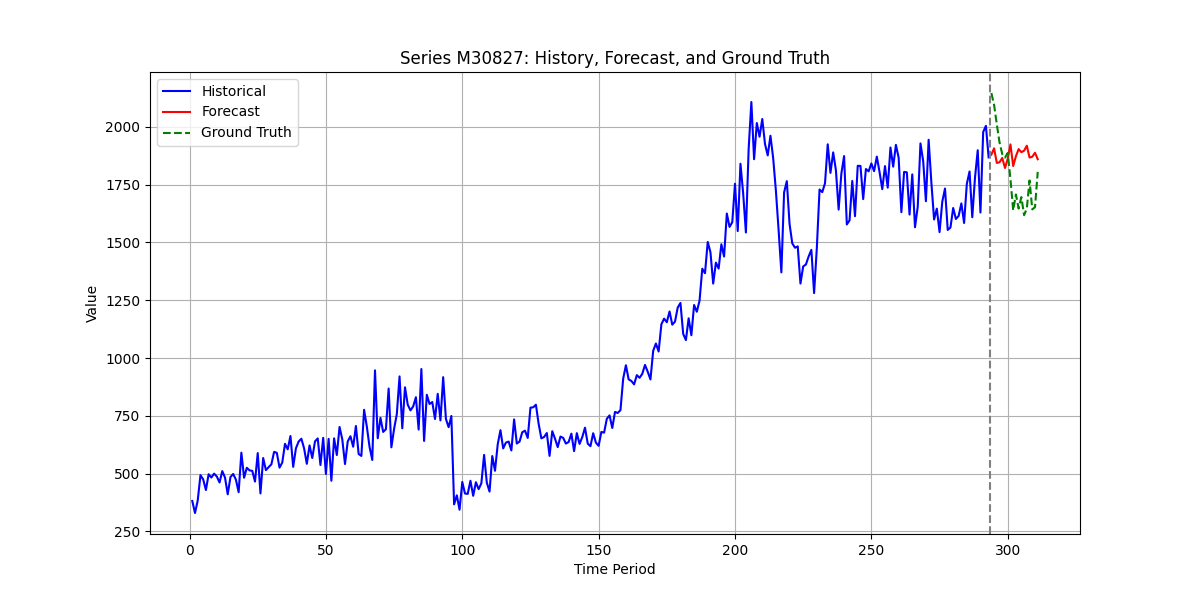 Series M30827: History, Forecast, and Ground Truth
Historical
Forecast
Ground Truth
Value
2000
1750
1500
1250
1000
750
500
250
0 50 100 150 200 250 300
Time Period